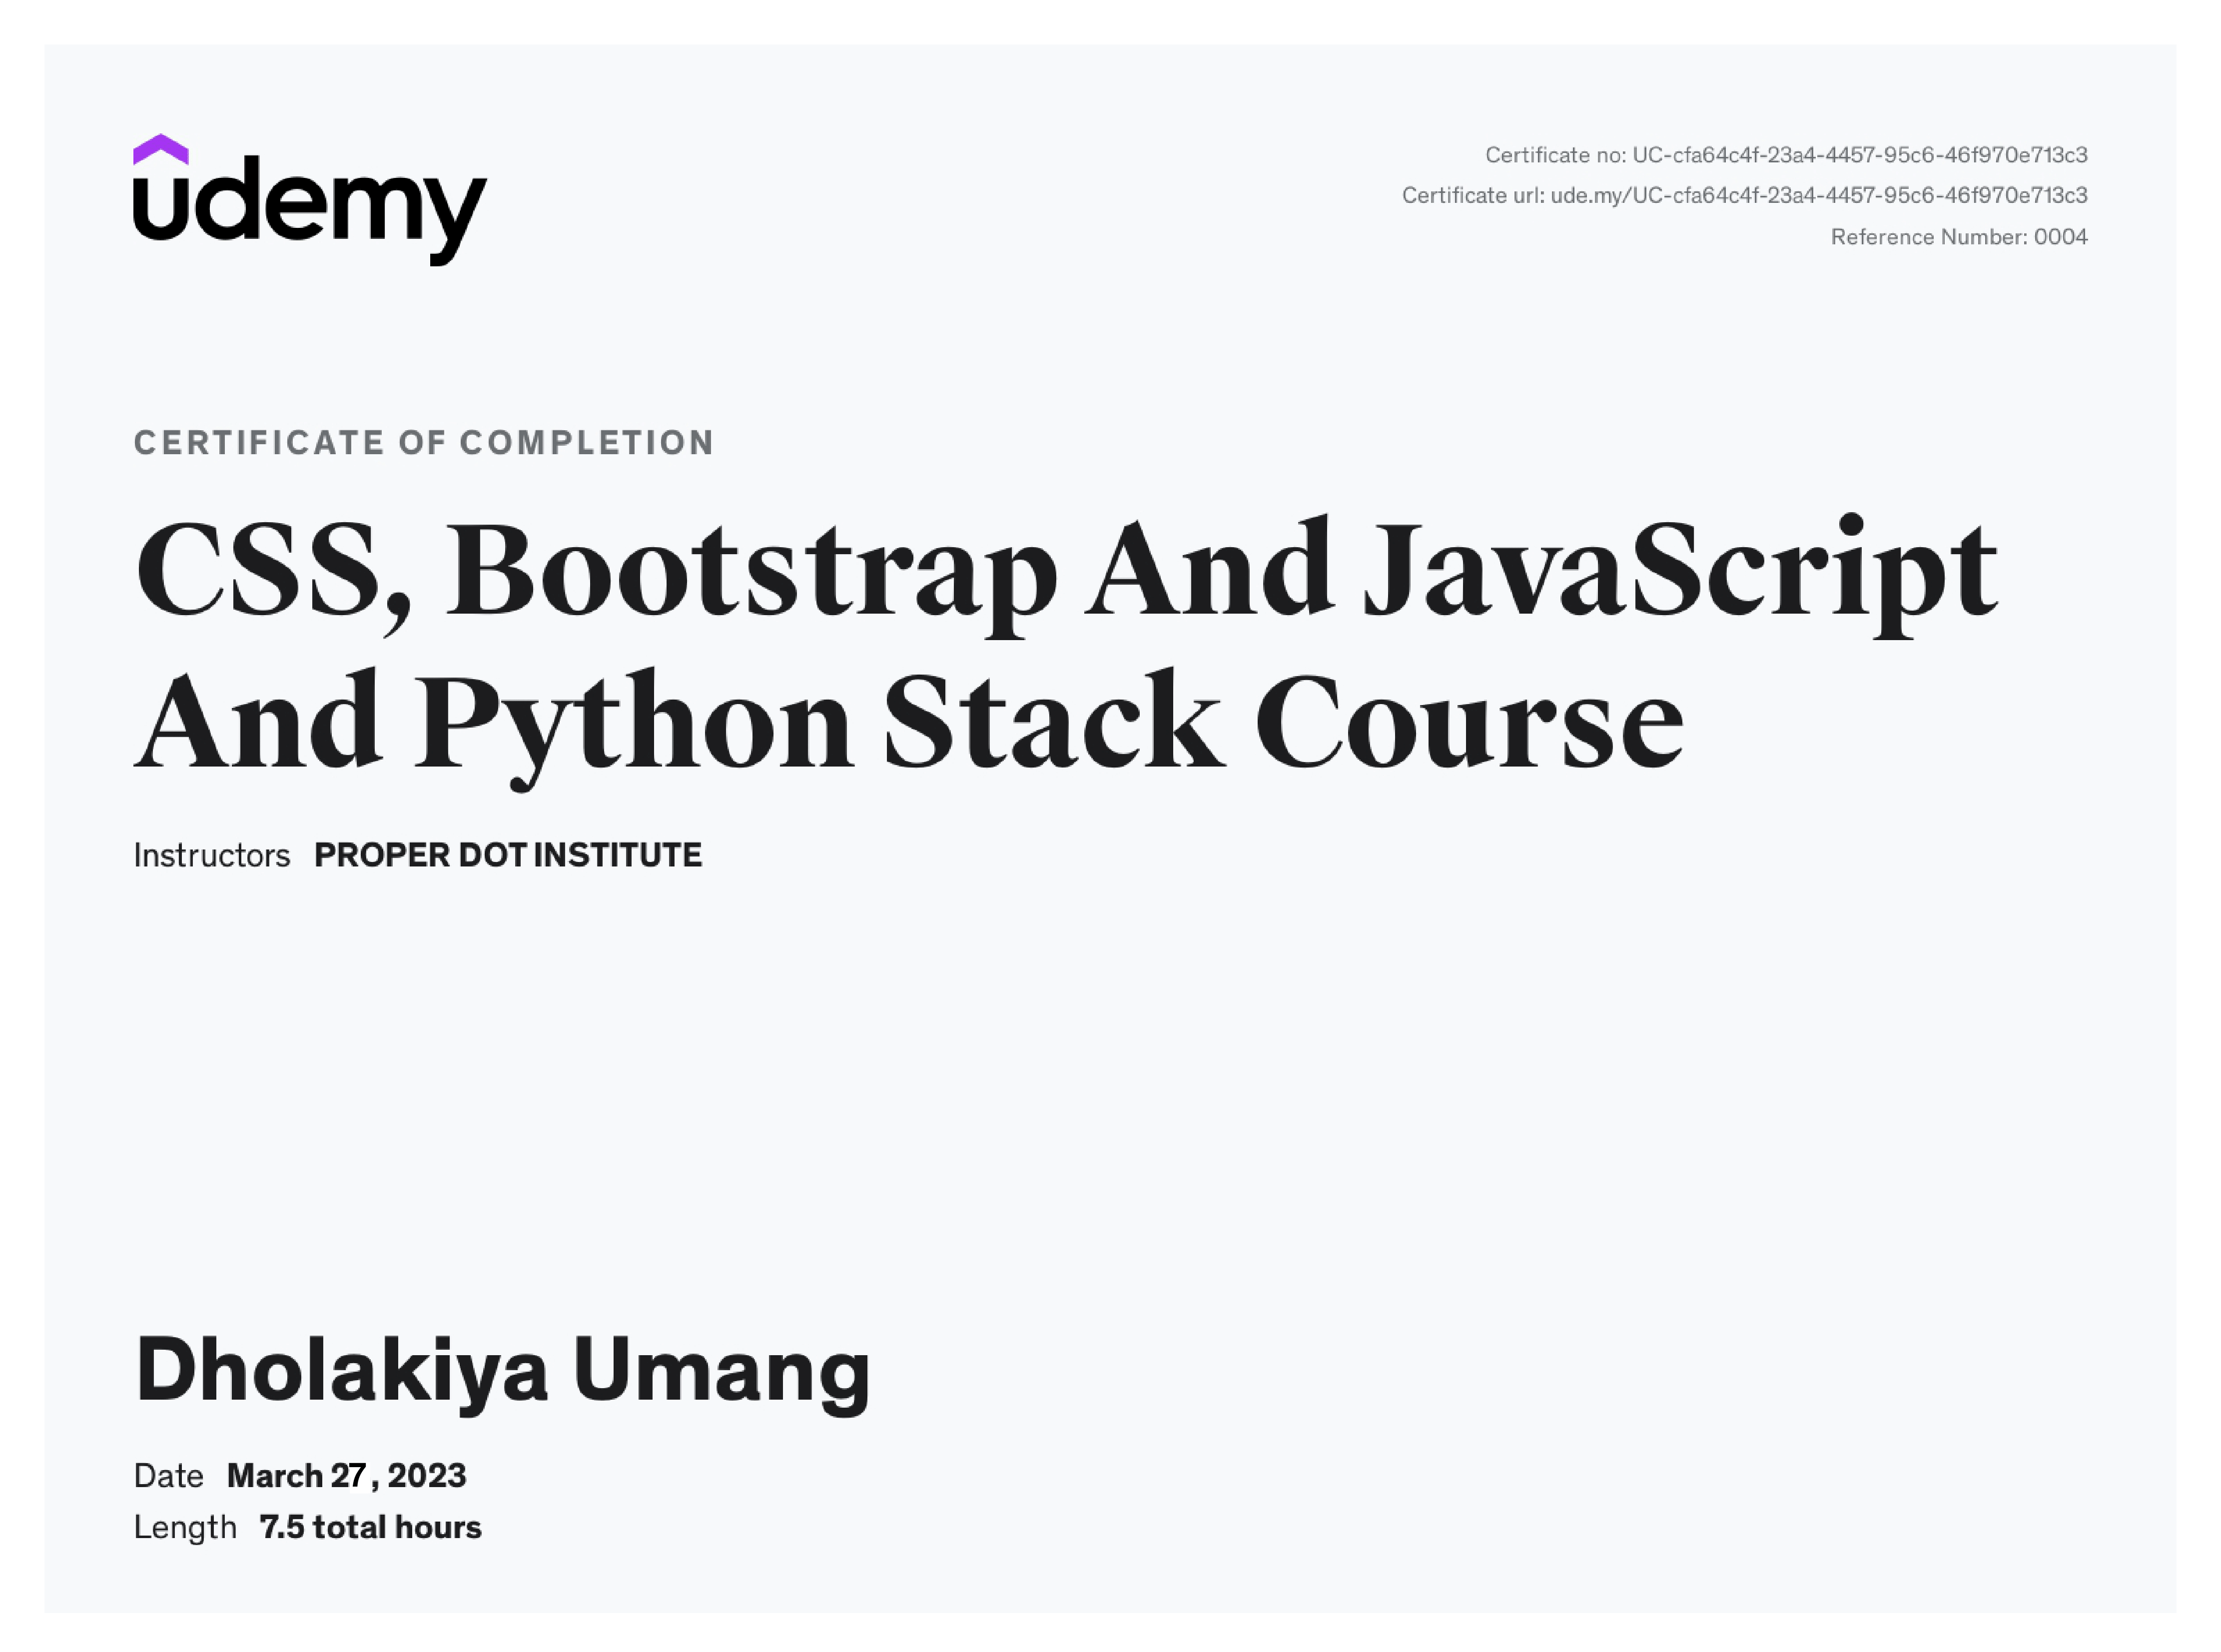 udemy
Certificate no: UC-cfa64c4f-23a4-4457-95c6-46f970e713c3
Certificate url: ude.my/UC-cfa64c4f-23a4-4457-95c6-46f970e713c3
Reference Number: 0004
CERTIFICATE OF COMPLETION
CSS, Bootstrap And JavaScript
And Python Stack Course
Instructors PROPER DOT INSTITUTE
Dholakiya Umang
Date March 27, 2023
Length 7.5 total hours